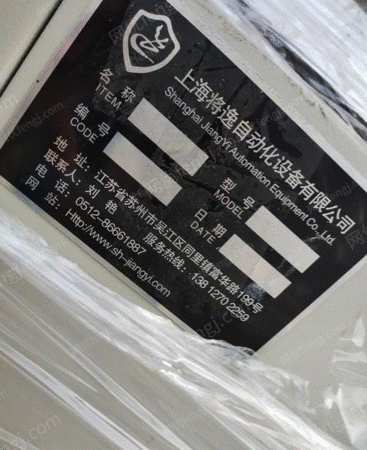 上海将逸自动化设备有限公司
Shanghai JiangYi Automation Equipment Co., Ltd.
名 称
ITEM
型 号
MODEL
编 号
CODE
日 期
DATE
地址:江苏省苏州市吴江区同里镇富华路199号
联系人:刘 艳
服务热线:138 1270 2259
电 话:0512-86661887
网 站:Http://www.sh-jiangyi.com